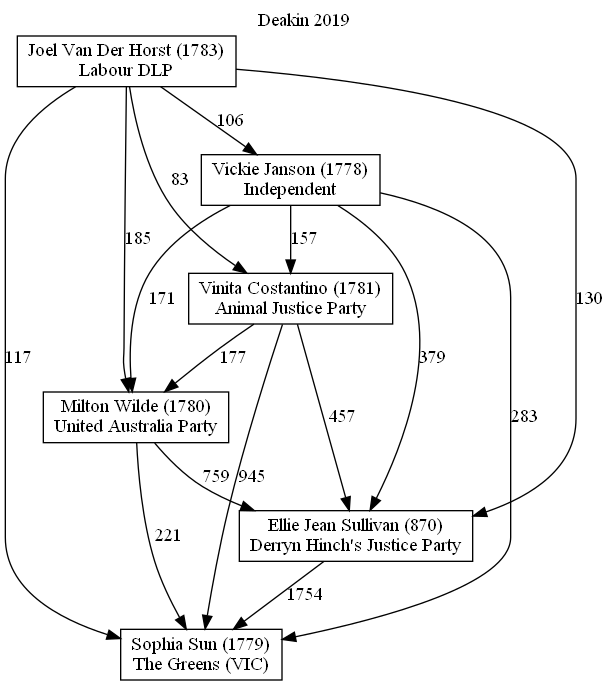 Deakin 2019
Joel Van Der Horst (1783)
Labour DLP
106
Vickie Janson (1778)
Independent
83
185
157
171
130
Vinita Costantino (1781)
Animal Justice Party
117
177
379
Milton Wilde (1780)
United Australia Party
457
283
759
945
221
Ellie Jean Sullivan (870)
Derryn Hinch's Justice Party
1754
Sophia Sun (1779)
The Greens (VIC)